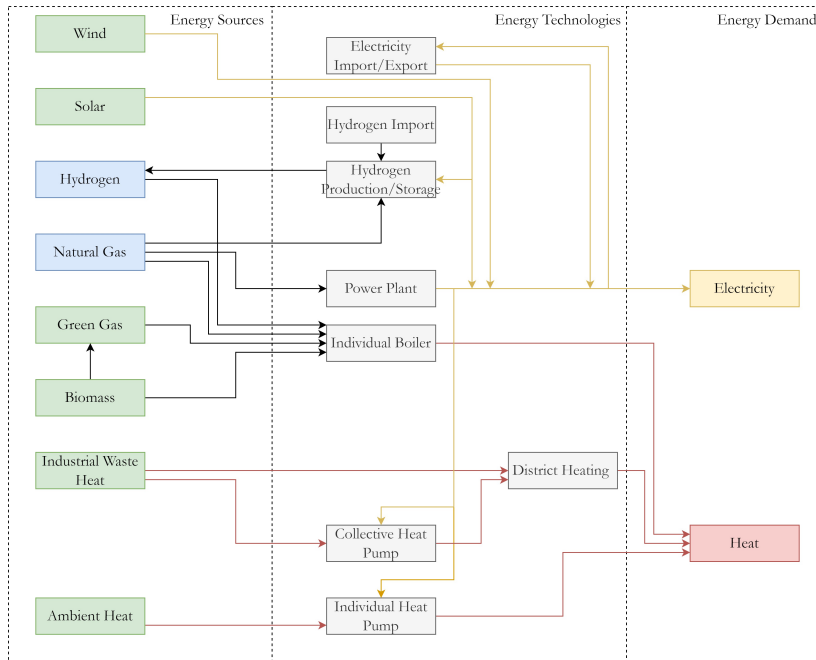 Energy Sources
Energy Technologies
Energy Demand
Wind
Electricity
Import/Export
Solar
Hydrogen Import
Hydrogen
Hydrogen
Production/Storage
Natural Gas
Power Plant
Electricity
Green Gas
Individual Boiler
Biomass
Industrial Waste
Heat
District Heating
Collective Heat
Pump
Heat
Ambient Heat
Individual Heat
Pump